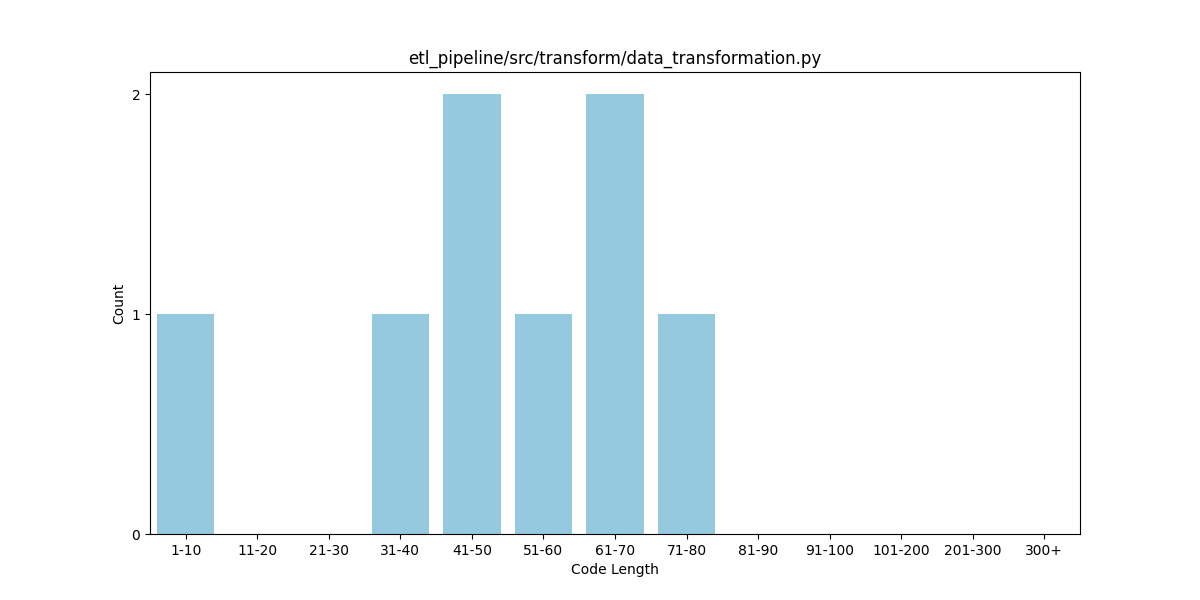 etl_pipeline/src/transform/data_transformation.py
2
1
0
Count
1-10 11-20 21-30 31-40 41-50 51-60 61-70 71-80 81-90 91-100 101-200 201-300 300+
Code Length